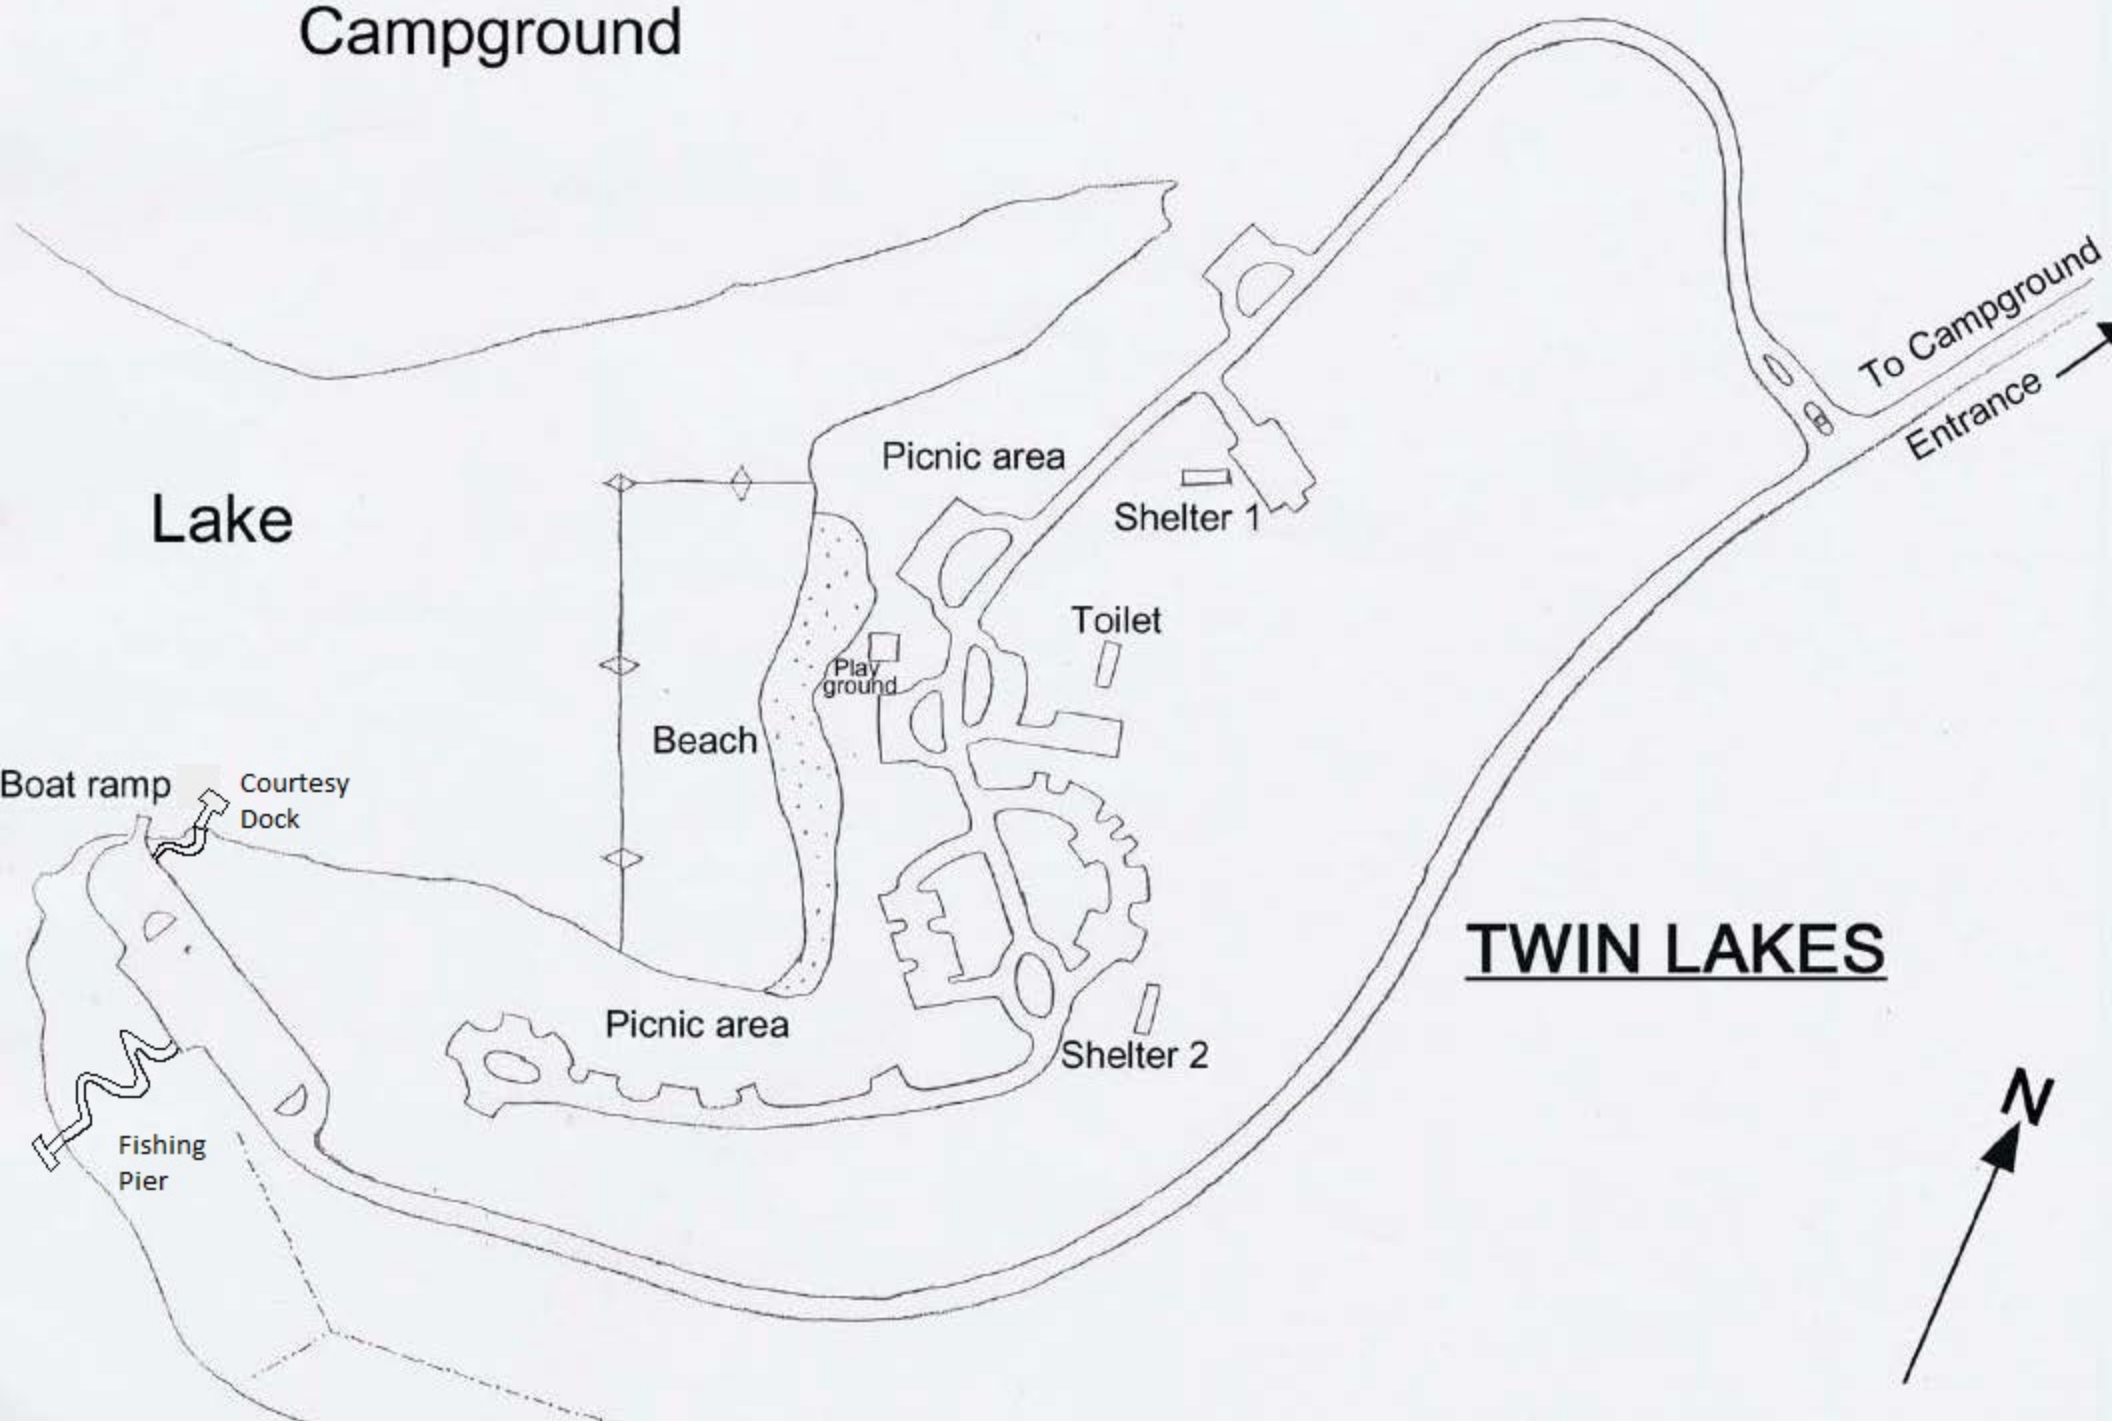 Campground
To Campground
Entrance
Picnic area
Lake
Shelter 1
Toilet
Play
ground
Beach
Boat ramp
Courtesy
Dock
TWIN LAKES
Picnic area
Shelter 2
N
Fishing
Pier